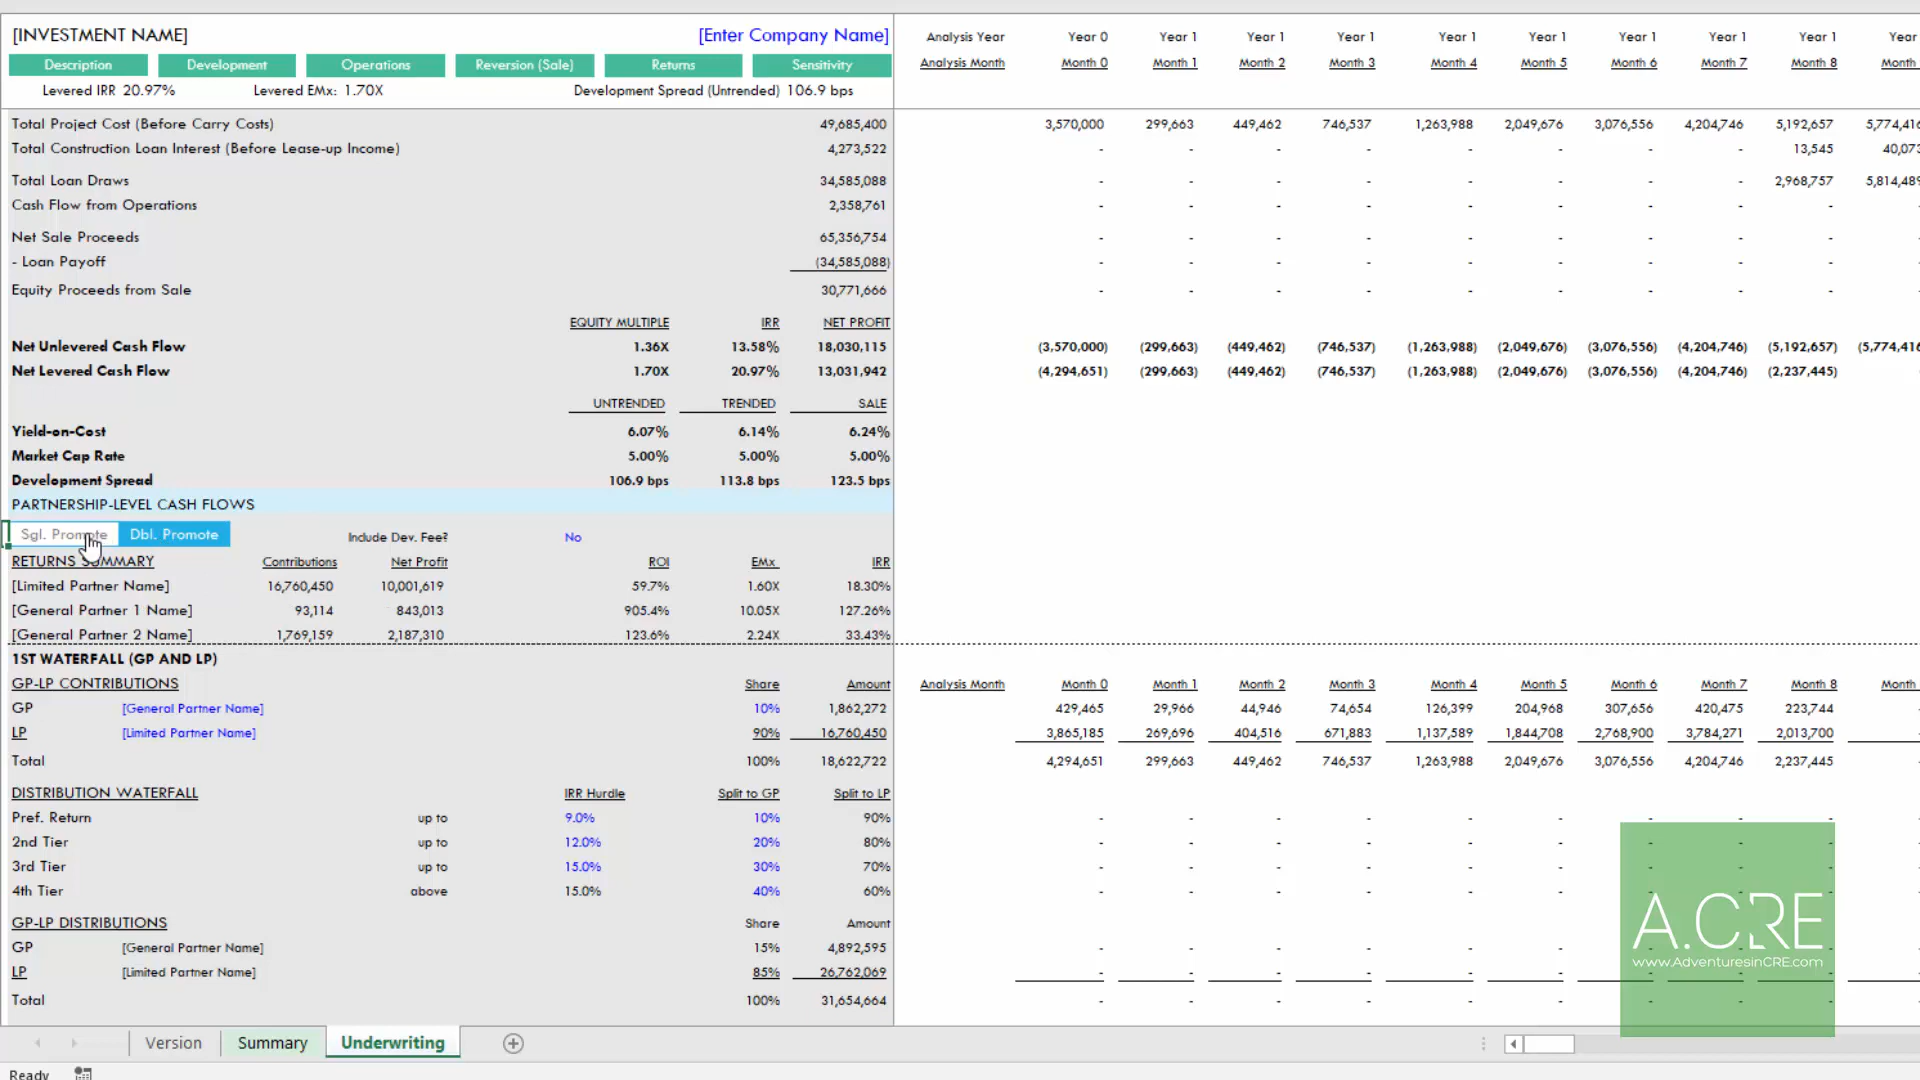 [INVESTMENT NAME] [Enter Company Name] Analysis Year Year 0 Year 1 Year 1 Year 1 Year 1 Year 1 Year 1 Year 1 Year 1 Year
Description Development Operations Reversion (Sale) Returns Sensitivity Analysis Month Month 0 Month 1 Month 2 Month 3 Month 4 Month 5 Month 6 Month 7 Month 8 Month
Levered IRR 20.97% Levered EMx: 1.70X Development Spread (Untrended) 106.9 bps
Total Project Cost (Before Carry Costs) 49,685,400 3,570,000 299,663 449,462 746,537 1,263,988 2,049,676 3,076,556 4,204,746 5,192,657 5,774,416
Total Construction Loan Interest (Before Lease-up Income) 4,273,522 - - - - - - - - 13,545 40,073
Total Loan Draws 34,585,088 - - - - - - - - 2,968,757 5,814,489
Cash Flow from Operations 2,358,761 - - - - - - - - -
Net Sale Proceeds 65,356,754 - - - - - - - - -
- Loan Payoff (34,585,088) - - - - - - - - -
Equity Proceeds from Sale 30,771,666 - - - - - - - - -
EQUITY MULTIPLE IRR NET PROFIT
Net Unlevered Cash Flow 1.36X 13.58% 18,030,115 (3,570,000) (299,663) (449,462) (746,537) (1,263,988) (2,049,676) (3,076,556) (4,204,746) (5,192,657) (5,774,416
Net Levered Cash Flow 1.70X 20.97% 13,031,942 (4,294,651) (299,663) (449,462) (746,537) (1,263,988) (2,049,676) (3,076,556) (4,204,746) (2,237,445)
UNTRENDED TRENDED SALE
Yield-on-Cost 6.07% 6.14% 6.24%
Market Cap Rate 5.00% 5.00% 5.00%
Development Spread 106.9 bps 113.8 bps 123.5 bps
PARTNERSHIP-LEVEL CASH FLOWS
Sgl. Promote Dbl. Promote Include Dev. Fee? No
RETURNS SUMMARY Contributions Net Profit ROI EMx IRR
[Limited Partner Name] 16,760,450 10,001,619 59.7% 1.60X 18.30%
[General Partner 1 Name] 93,114 843,013 905.4% 10.05X 127.26%
[General Partner 2 Name] 1,769,159 2,187,310 123.6% 2.24X 33.43%
1ST WATERFALL (GP AND LP)
GP-LP CONTRIBUTIONS Share Amount Analysis Month Month 0 Month 1 Month 2 Month 3 Month 4 Month 5 Month 6 Month 7 Month 8 Month
GP [General Partner Name] 10% 1,862,272 429,465 29,966 44,946 74,654 126,399 204,968 307,656 420,475 223,744
LP [Limited Partner Name] 90% 16,760,450 3,865,185 269,696 404,516 671,883 1,137,589 1,844,708 2,768,900 3,784,271 2,013,700
Total 100% 18,622,722 4,294,651 299,663 449,462 746,537 1,263,988 2,049,676 3,076,556 4,204,746 2,237,445
DISTRIBUTION WATERFALL IRR Hurdle Split to GP Split to LP
Pref. Return up to 9.0% 10% 90% - - - - - - - - -
2nd Tier up to 12.0% 20% 80% - - - - - - - - -
3rd Tier up to 15.0% 30% 70% - - - - - - - - -
4th Tier above 15.0% 40% 60% - - - - - - - - -
GP-LP DISTRIBUTIONS Share Amount
GP [General Partner Name] 15% 4,892,595 - - - - - - - - -
LP [Limited Partner Name] 85% 26,762,069 - - - - - - - - -
Total 100% 31,654,664 - - - - - - - - -
A.CRE
www.AdventuresinCRE.com
Version Summary Underwriting
Ready